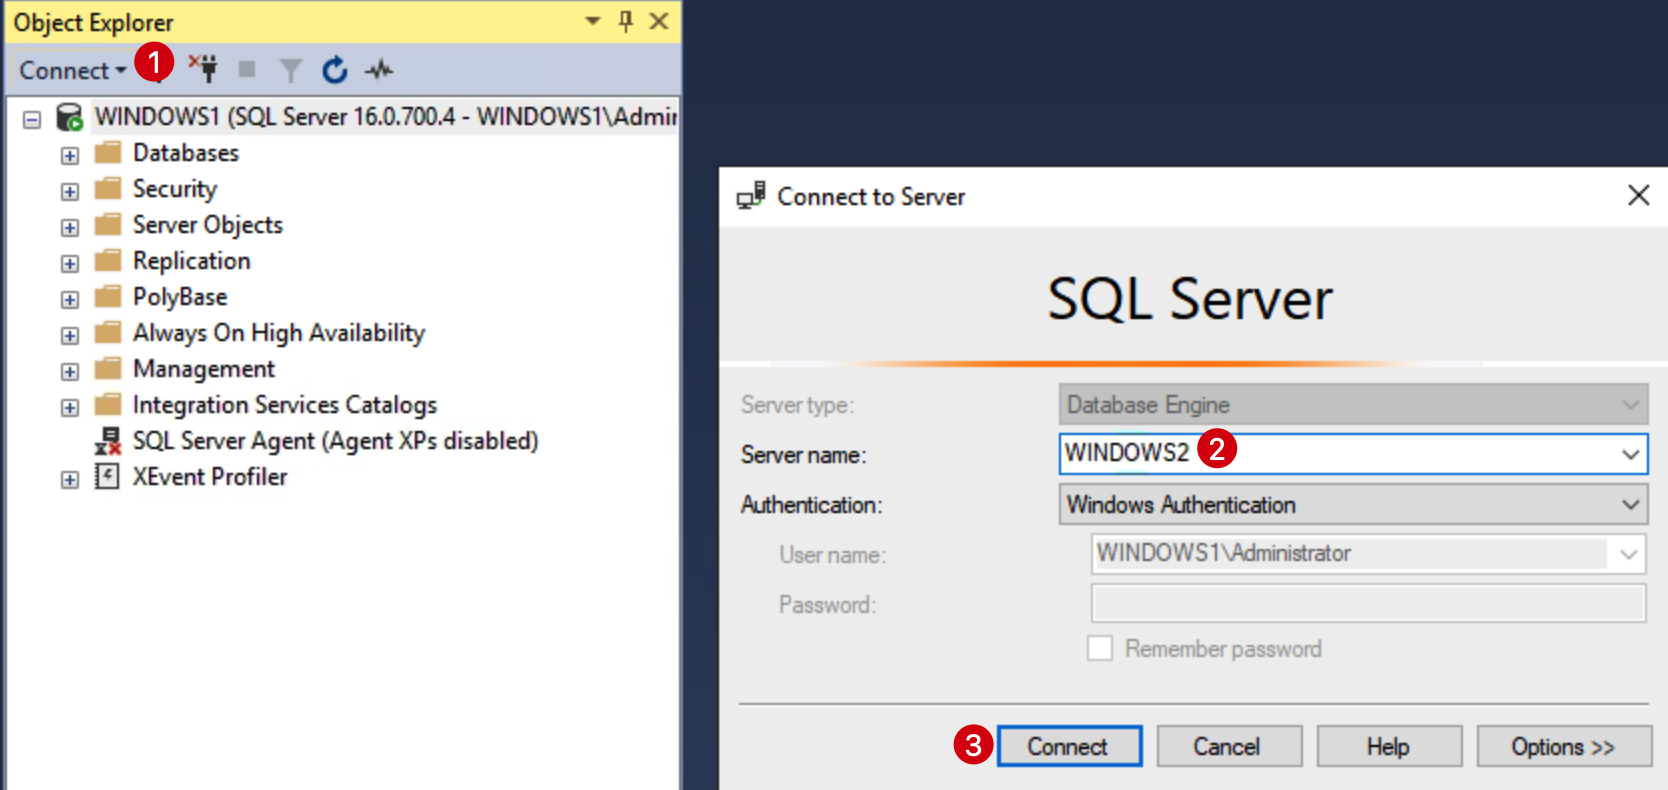 Object Explorer
Connect 1
WINDOWS1 (SQL Server 16.0.700.4 - WINDOWS1\Admir
Databases
Security
Server Objects
Replication
PolyBase
Always On High Availability
Management
Integration Services Catalogs
SQL Server Agent (Agent XPs disabled)
XEvent Profiler
Connect to Server
SQL Server
Server type: Database Engine
Server name: WINDOWS2 2
Authentication: Windows Authentication
User name: WINDOWS1\Administrator
Password:
Remember password
3 Connect Cancel Help Options >>